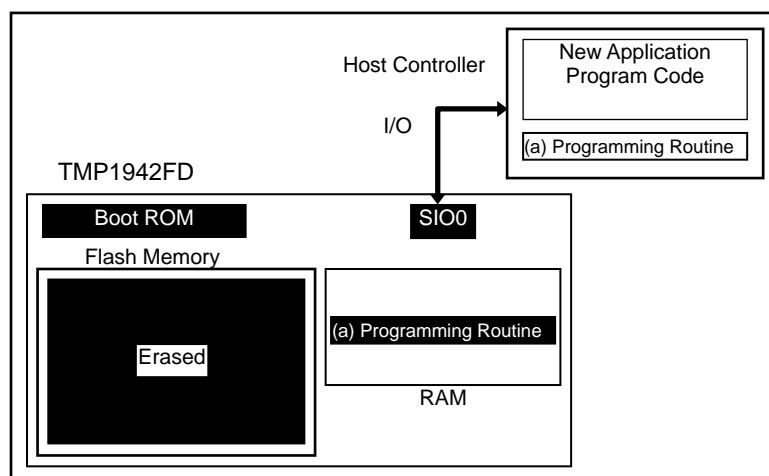 Host Controller
New Application
Program Code
I/O
(a) Programming Routine
TMP1942FD
Boot ROM
SIO0
Flash Memory
(a) Programming Routine
Erased
RAM